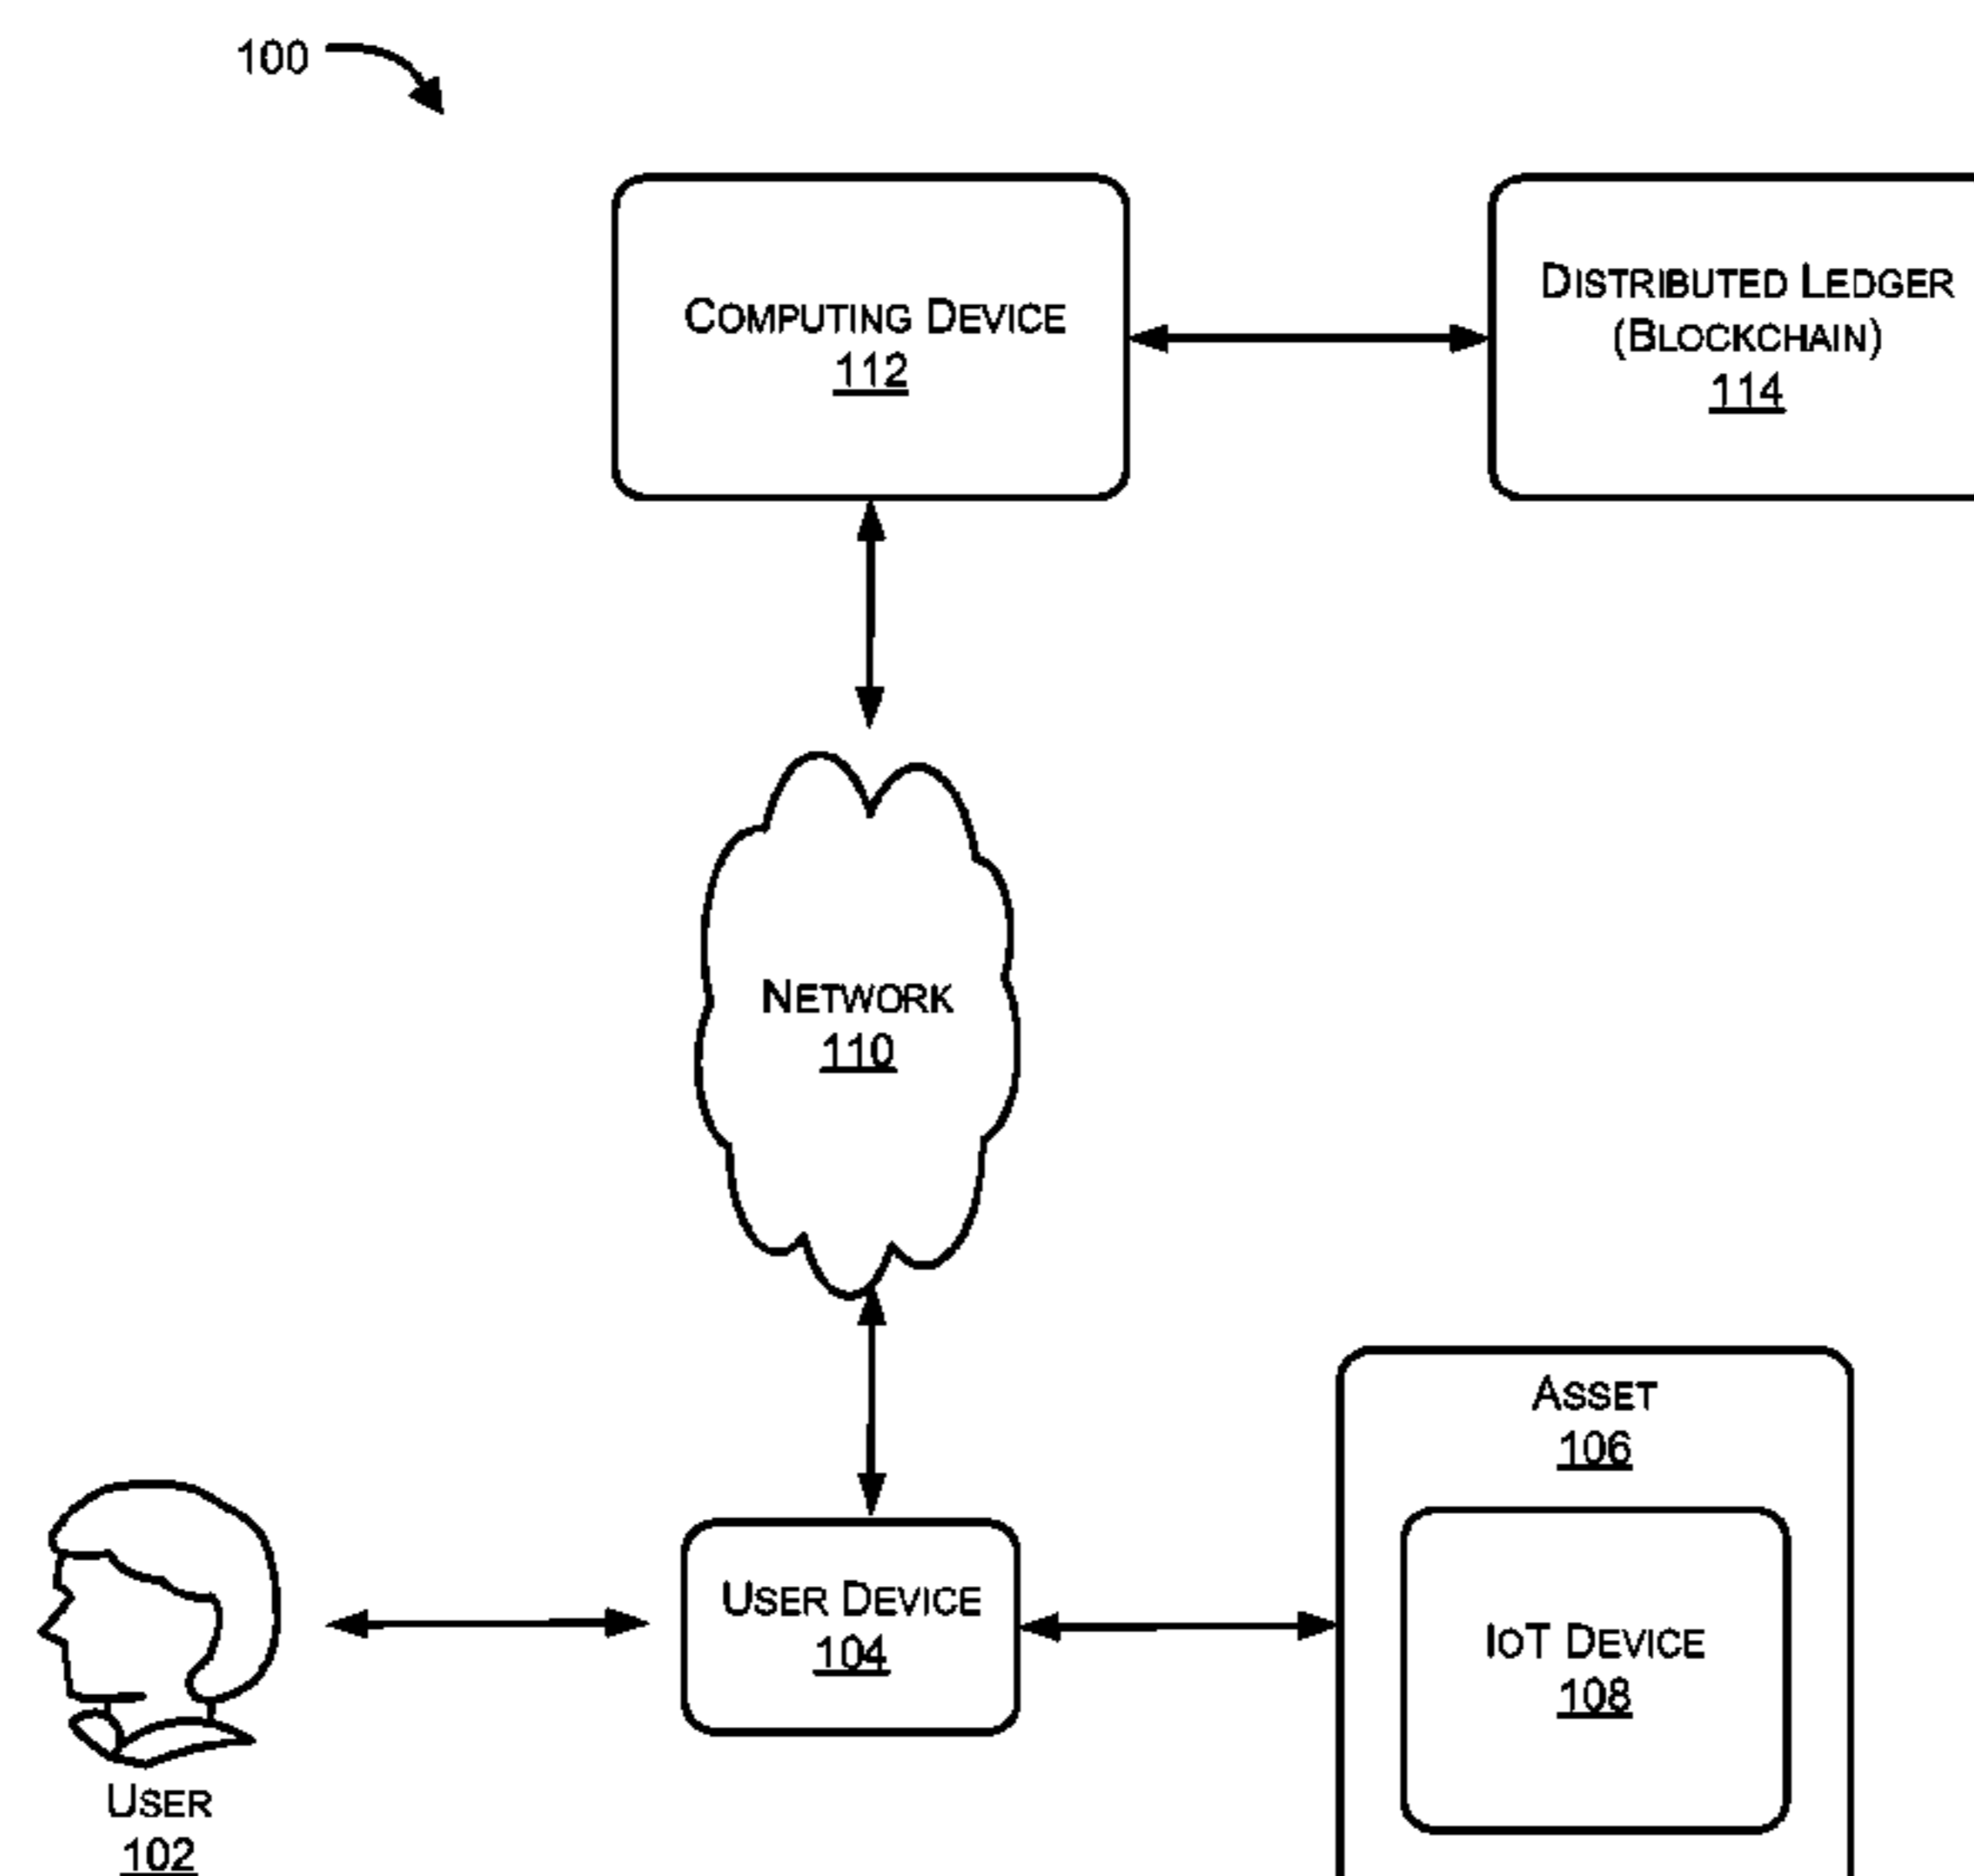 100
COMPUTING DEVICE
112
DISTRIBUTED LEDGER
(BLOCKCHAIN)
114
NETWORK
110
ASSET
106
USER DEVICE
104
IOT DEVICE
108
USER
102